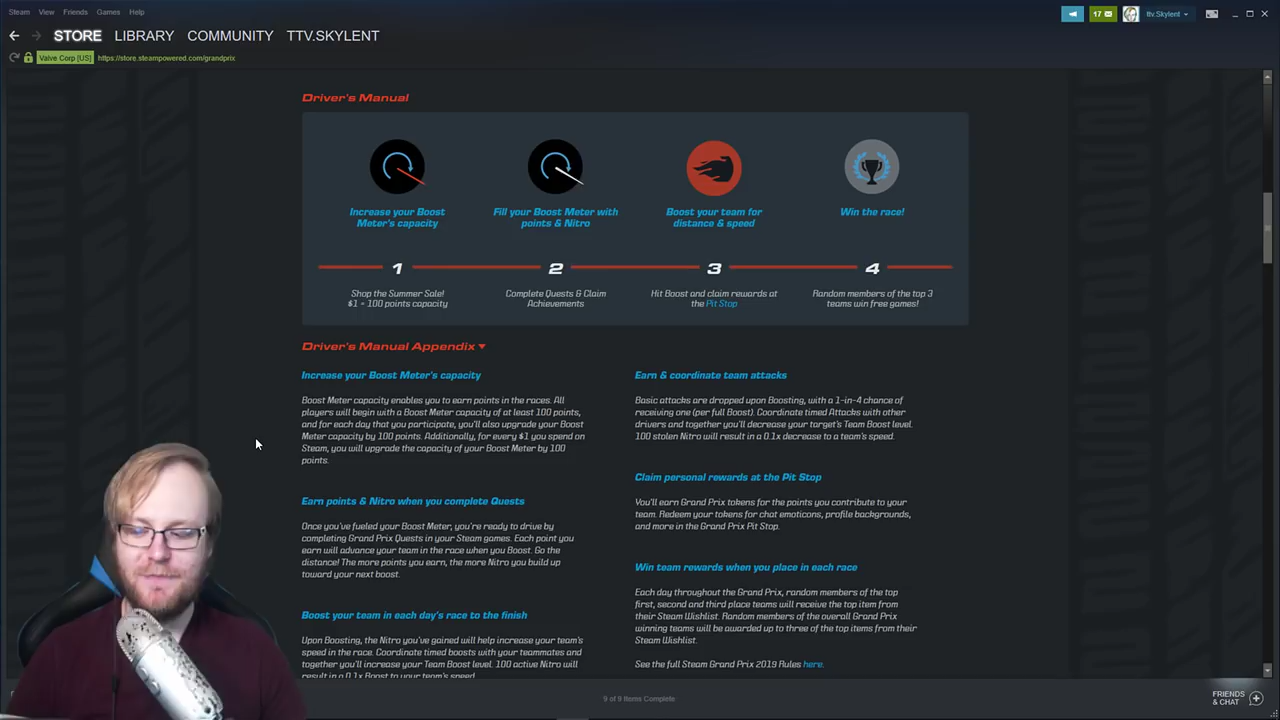 Steam View Friends Games Help
17
ttv.Skylent
STORE LIBRARY COMMUNITY TTV.SKYLENT
Valve Corp [US] https://store.steampowered.com/grandprix
Driver's Manual
Increase your Boost
Meter's capacity
Fill your Boost Meter with
points & Nitro
Boost your team for
distance & speed
Win the race!
1 2 3 4
Shop the Summer Sale!
$1 = 100 points capacity
Complete Quests & Claim
Achievements
Hit Boost and claim rewards at
the Pit Stop
Random members of the top 3
teams win free games!
Driver's Manual Appendix
Increase your Boost Meter's capacity
Boost Meter capacity enables you to earn points in the races. All
players will begin with a Boost Meter capacity of at least 100 points,
and for each day that you participate, you'll also upgrade your Boost
Meter capacity by 100 points. Additionally, for every $1 you spend on
Steam, you will upgrade the capacity of your Boost Meter by 100
points.
Earn points & Nitro when you complete Quests
Once you've fueled your Boost Meter, you're ready to drive by
completing Grand Prix Quests in your Steam games. Each point you
earn will advance your team in the race when you Boost. Go the
distance! The more points you earn, the more Nitro you build up
toward your next boost.
Boost your team in each day's race to the finish
Upon Boosting, the Nitro you've gained will help increase your team's
speed in the race. Coordinate timed boosts with your teammates and
together you'll increase your Team Boost level. 100 active Nitro will
result in a 0.1x Boost to your team's speed.
Earn & coordinate team attacks
Basic attacks are dropped upon Boosting, with a 1-in-4 chance of
receiving one (per full Boost). Coordinate timed Attacks with other
drivers and together you'll decrease your target's Team Boost level.
100 stolen Nitro will result in a 0.1x decrease to a team's speed.
Claim personal rewards at the Pit Stop
You'll earn Grand Prix tokens for the points you contribute to your
team. Redeem your tokens for chat emoticons, profile backgrounds,
and more in the Grand Prix Pit Stop.
Win team rewards when you place in each race
Each day throughout the Grand Prix, random members of the top
first, second and third place teams will receive the top item from
their Steam Wishlist. Random members of the overall Grand Prix
winning teams will be awarded up to three of the top items from their
Steam Wishlist.
See the full Steam Grand Prix 2019 Rules here.
9 of 9 Items Complete
FRIENDS
& CHAT